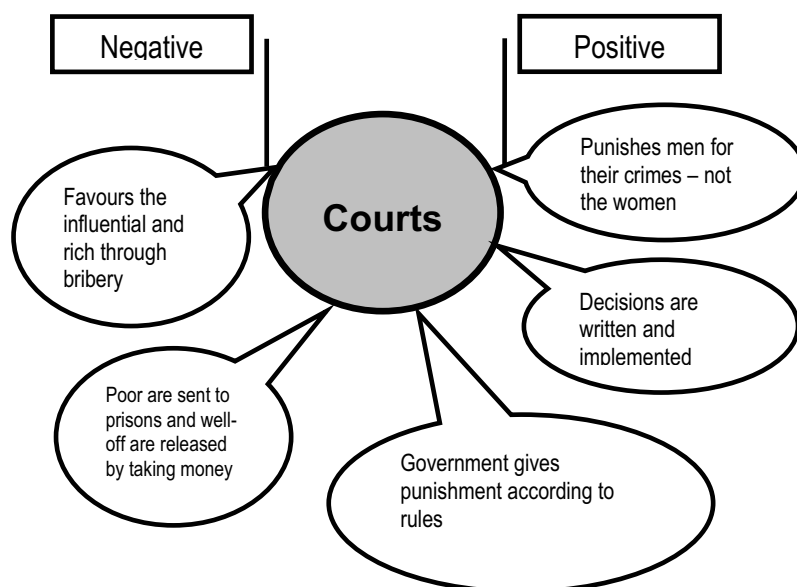 Negative
Positive
Favours the
influential and
rich through
bribery
Courts
Punishes men for
their crimes – not
the women
Decisions are
written and
implemented
Poor are sent to
prisons and well-
off are released
by taking money
Government gives
punishment according to
rules